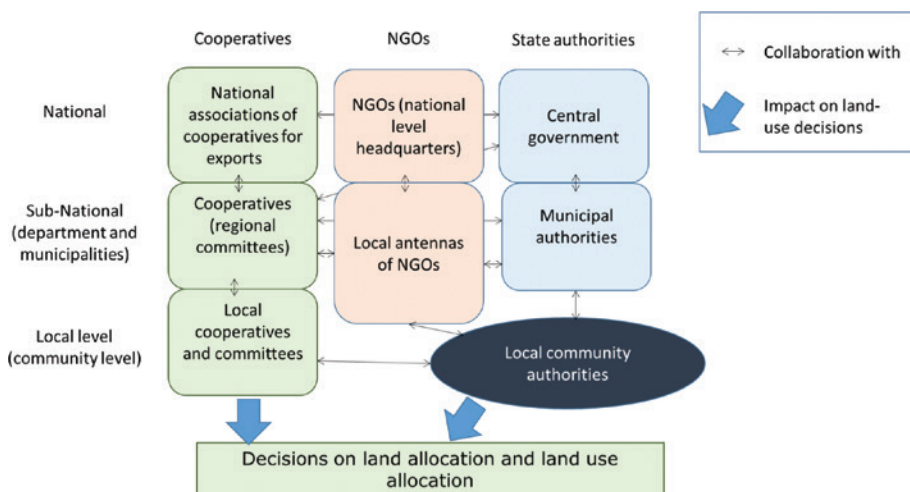 Cooperatives
NGOs
State authorities
Collaboration with
Impact on land-
use decisions
National
National
associations of
cooperatives for
exports
NGOs (national
level
headquarters)
Central
government
Sub-National
(department and
municipalities)
Cooperatives
(regional
committees)
Local antennas
of NGOs
Municipal
authorities
Local level
(community level)
Local
cooperatives
and committees
Local community
authorities
Decisions on land allocation and land use
allocation